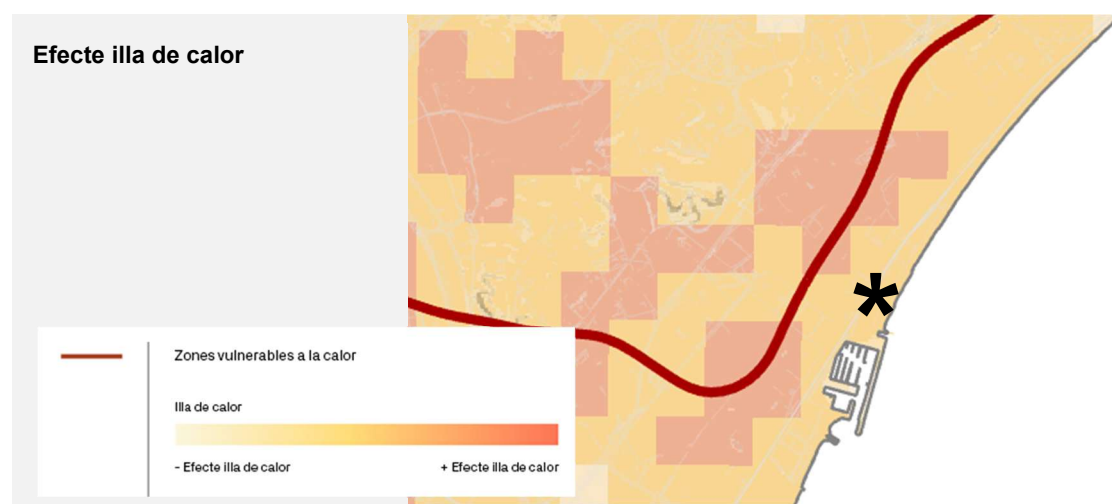 Efecte illa de calor
Zones vulnerables a la calor
Illa de calor
- Efecte illa de calor
+ Efecte illa de calor
*